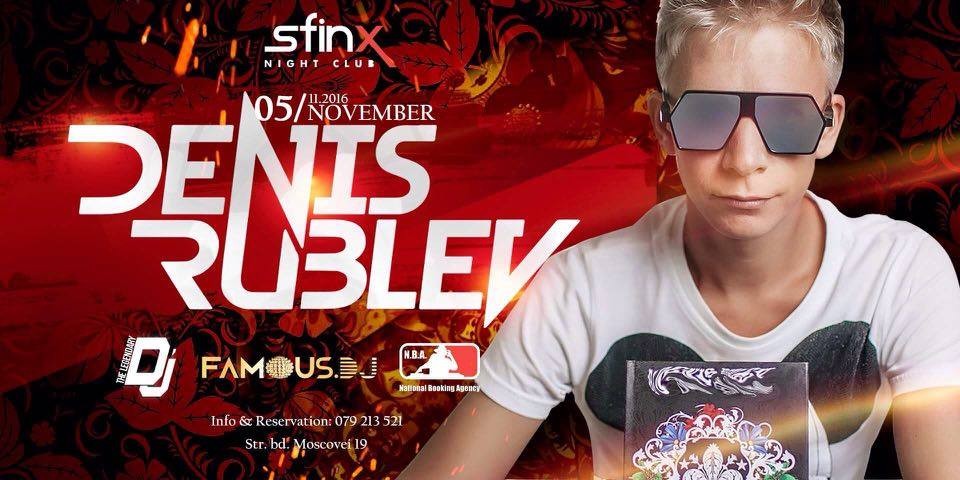 sfinx
NIGHT CLUB
05/ 11.2016
NOVEMBER
DENIS
RUBLEV
THE LEGENDARY
Dj
FAMOUS.DJ
N.B.A.
National Booking Agency
Info & Reservation: 079 213 521
Str. bd. Moscovei 19